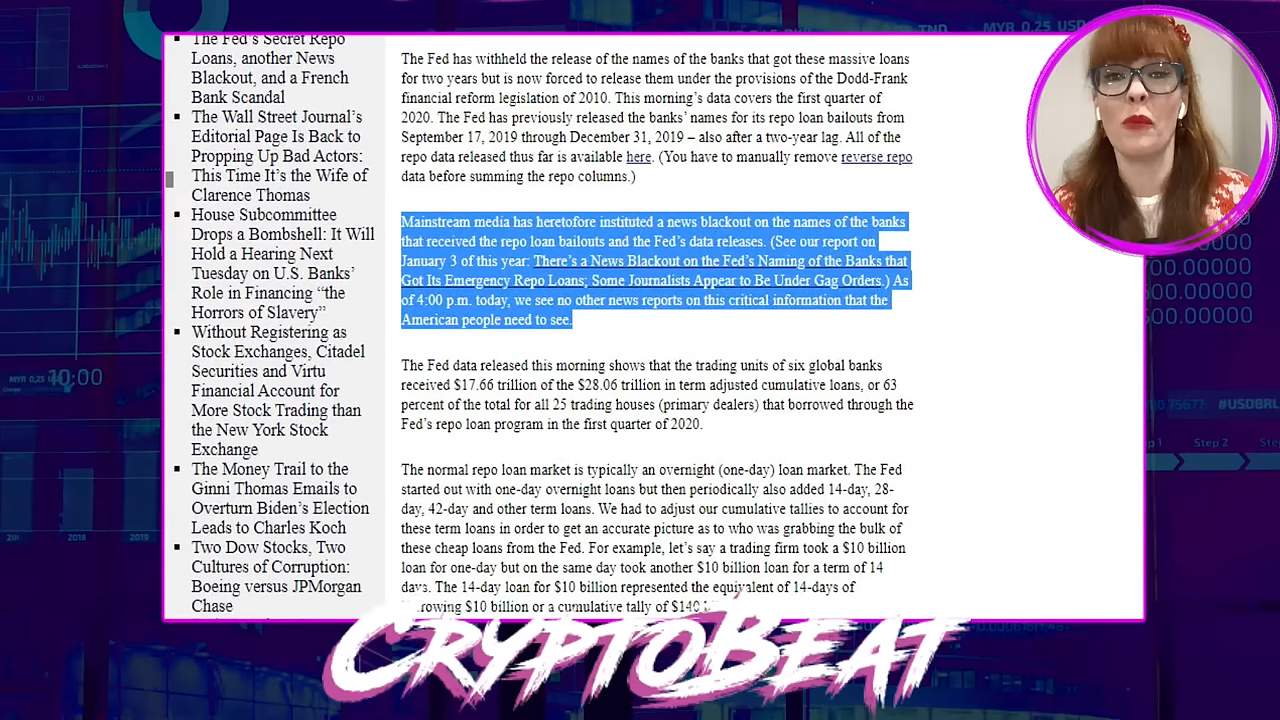 The Fed's Secret Repo
Loans, another News
Blackout, and a French
Bank Scandal
The Wall Street Journal's
Editorial Page Is Back to
Propping Up Bad Actors:
This Time It's the Wife of
Clarence Thomas
House Subcommittee
Drops a Bombshell: It Will
Hold a Hearing Next
Tuesday on U.S. Banks'
Role in Financing “the
Horrors of Slavery”
Without Registering as
Stock Exchanges, Citadel
Securities and Virtu
Financial Account for
More Stock Trading than
the New York Stock
Exchange
The Money Trail to the
Ginni Thomas Emails to
Overturn Biden's Election
Leads to Charles Koch
Two Dow Stocks, Two
Cultures of Corruption:
Boeing versus JPMorgan
Chase
The Fed has withheld the release of the names of the banks that got these massive loans
for two years but is now forced to release them under the provisions of the Dodd-Frank
financial reform legislation of 2010. This morning's data covers the first quarter of
2020. The Fed has previously released the banks' names for its repo loan bailouts from
September 17, 2019 through December 31, 2019 – also after a two-year lag. All of the
repo data released thus far is available here. (You have to manually remove reverse repo
data before summing the repo columns.)
Mainstream media has heretofore instituted a news blackout on the names of the banks
that received the repo loan bailouts and the Fed's data releases. (See our report on
January 3 of this year: There's a News Blackout on the Fed's Naming of the Banks that
Got Its Emergency Repo Loans; Some Journalists Appear to Be Under Gag Orders.) As
of 4:00 p.m. today, we see no other news reports on this critical information that the
American people need to see.
The Fed data released this morning shows that the trading units of six global banks
received $17.66 trillion of the $28.06 trillion in term adjusted cumulative loans, or 63
percent of the total for all 25 trading houses (primary dealers) that borrowed through the
Fed's repo loan program in the first quarter of 2020.
The normal repo loan market is typically an overnight (one-day) loan market. The Fed
started out with one-day overnight loans but then periodically also added 14-day, 28-
day, 42-day and other term loans. We had to adjust our cumulative tallies to account for
these term loans in order to get an accurate picture as to who was grabbing the bulk of
these cheap loans from the Fed. For example, let's say a trading firm took a $10 billion
loan for one-day but on the same day took another $10 billion loan for a term of 14
days. The 14-day loan for $10 billion represented the equivalent of 14-days of
borrowing $10 billion or a cumulative tally of $140
CRYPTOBEAT
TND
MYR 0,25 USD
MYR 0,25
10:00
2018
2019
#USDBRL
Step 2